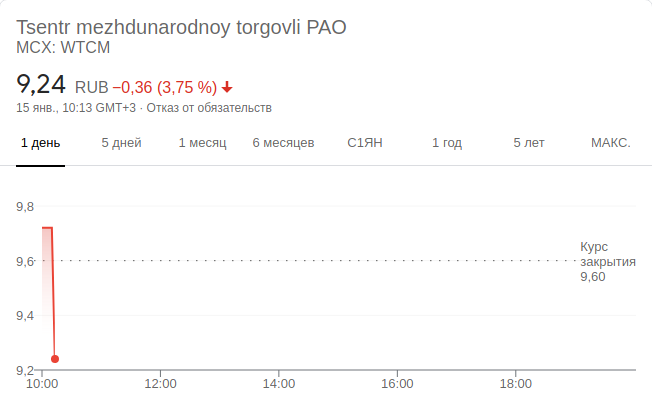 Tsentr mezhdunarodnoy torgovli PAO
MCX: WTCM
9,24 RUB −0,36 (3,75 %)
15 янв., 10:13 GMT+3 · Отказ от обязательств
1 день 5 дней 1 месяц 6 месяцев С1ЯН 1 год 5 лет МАКС.
9,8
Курс
9,6 закрытия
9,60
9,4
9,2
10:00 12:00 14:00 16:00 18:00